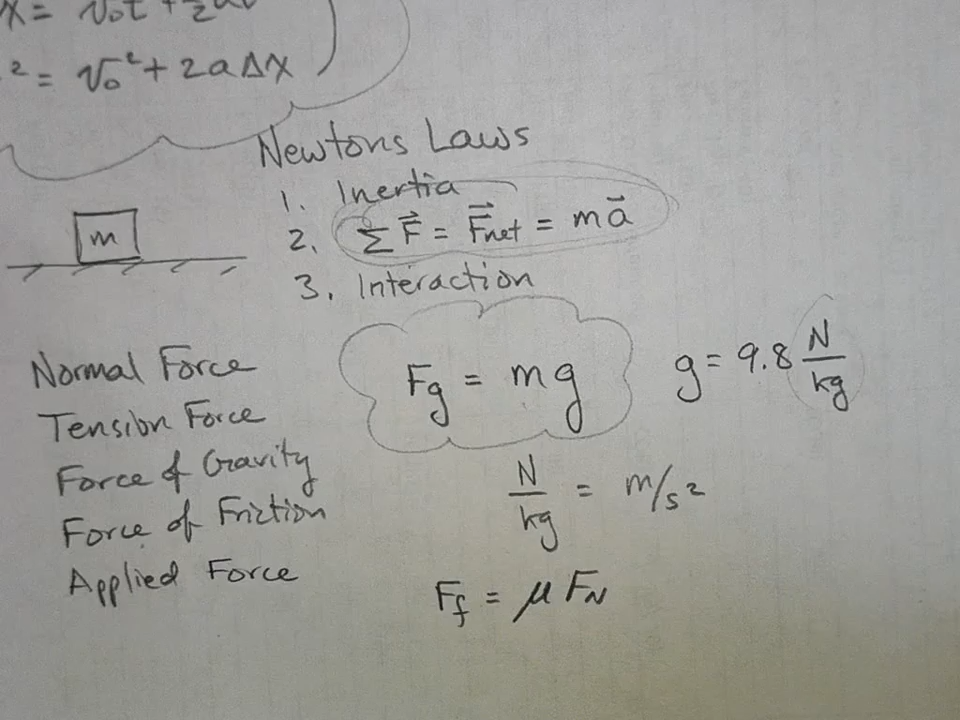 x = v₀t + ½at
² = v₀² + 2aΔx
Newtons Laws
1. Inertia
2. ΣF⃗ = F⃗net = ma⃗
3. Interaction
m
Normal Force
Tension Force
Force of Gravity
Force of Friction
Applied Force
Fg = mg
g = 9.8 N/kg
N/kg = m/s²
Ff = μFN